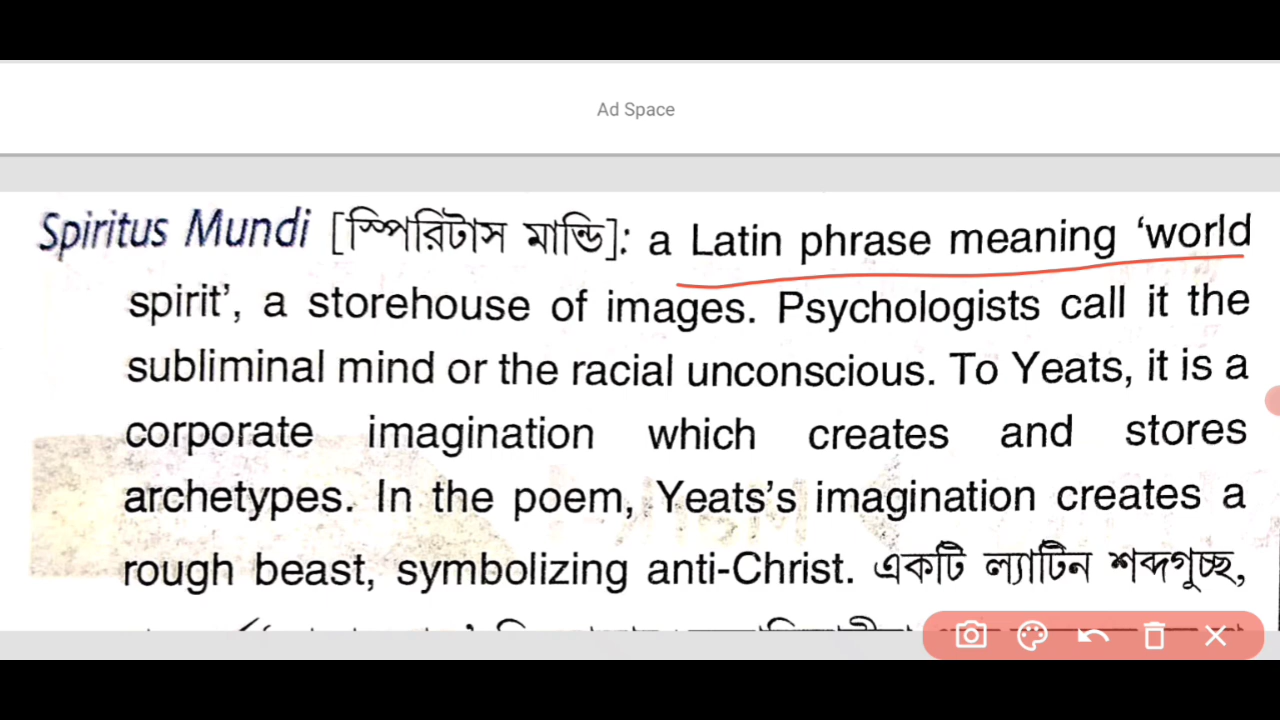 Ad Space
Spiritus Mundi [স্পিরিটাস মান্ডি]: a Latin phrase meaning ‘world
spirit’, a storehouse of images. Psychologists call it the
subliminal mind or the racial unconscious. To Yeats, it is a
corporate imagination which creates and stores
archetypes. In the poem, Yeats’s imagination creates a
rough beast, symbolizing anti-Christ. একটি ল্যাটিন শব্দগুচ্ছ,